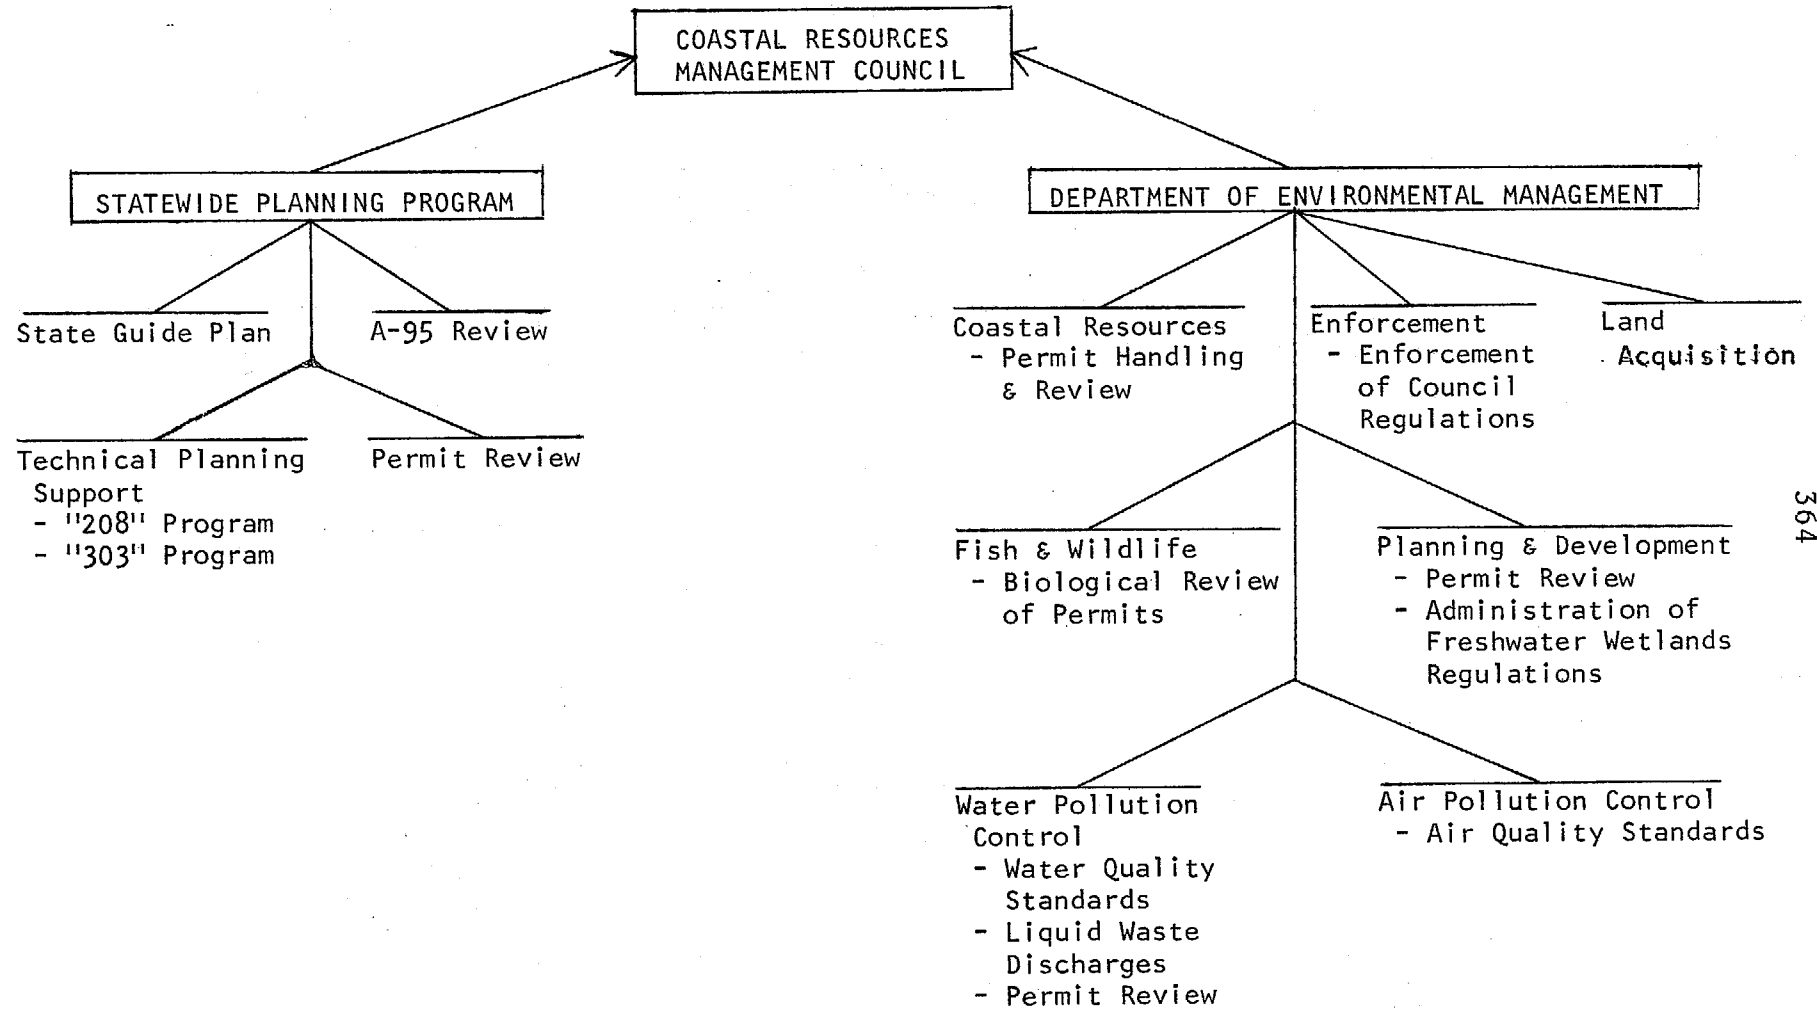 COASTAL RESOURCES
MANAGEMENT COUNCIL
STATEWIDE PLANNING PROGRAM
State Guide Plan
A-95 Review
Technical Planning
Support
- "208" Program
- "303" Program
Permit Review
DEPARTMENT OF ENVIRONMENTAL MANAGEMENT
Coastal Resources
- Permit Handling
& Review
Enforcement
- Enforcement
of Council
Regulations
Land
Acquisition
Fish & Wildlife
- Biological Review
of Permits
Planning & Development
- Permit Review
- Administration of
Freshwater Wetlands
Regulations
Water Pollution
Control
- Water Quality
Standards
- Liquid Waste
Discharges
- Permit Review
Air Pollution Control
- Air Quality Standards
364